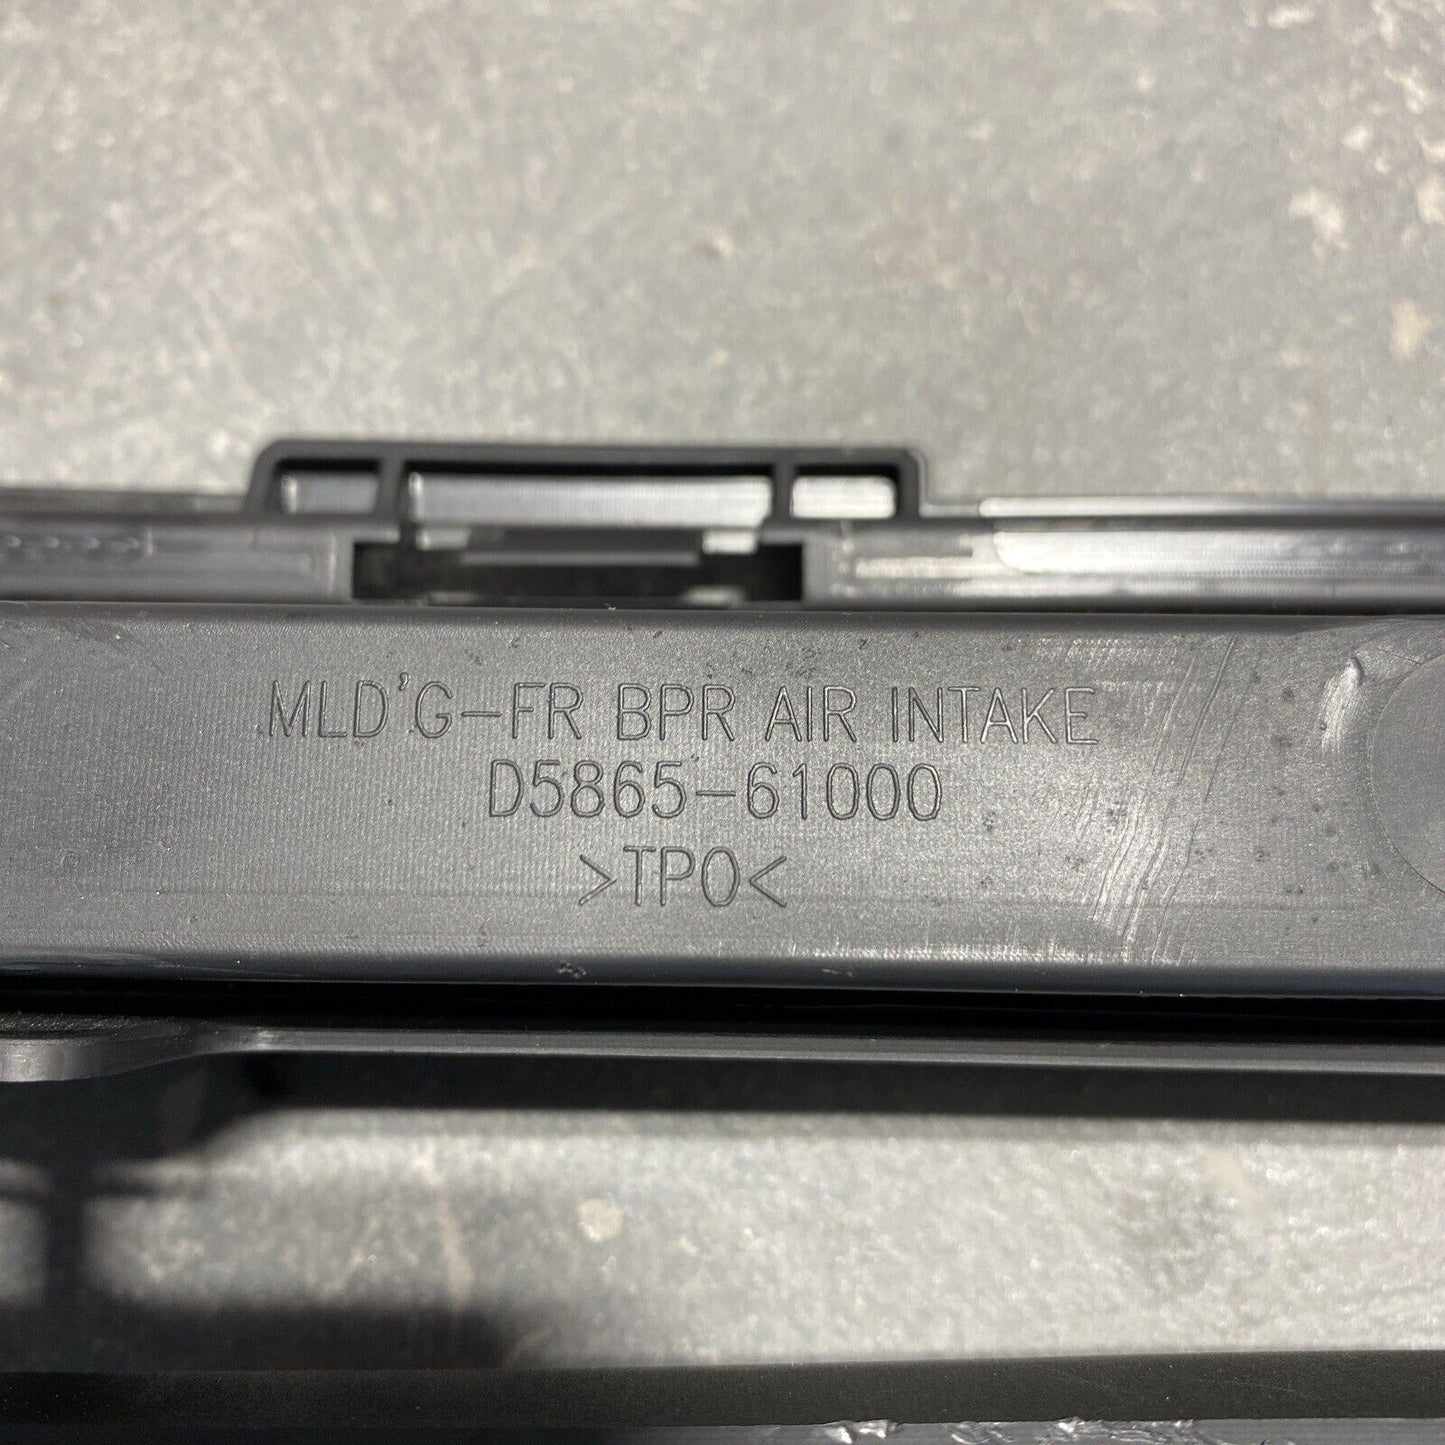 MLD'G-FR BPR AIR INTAKE
D5865-61000
>TPO<